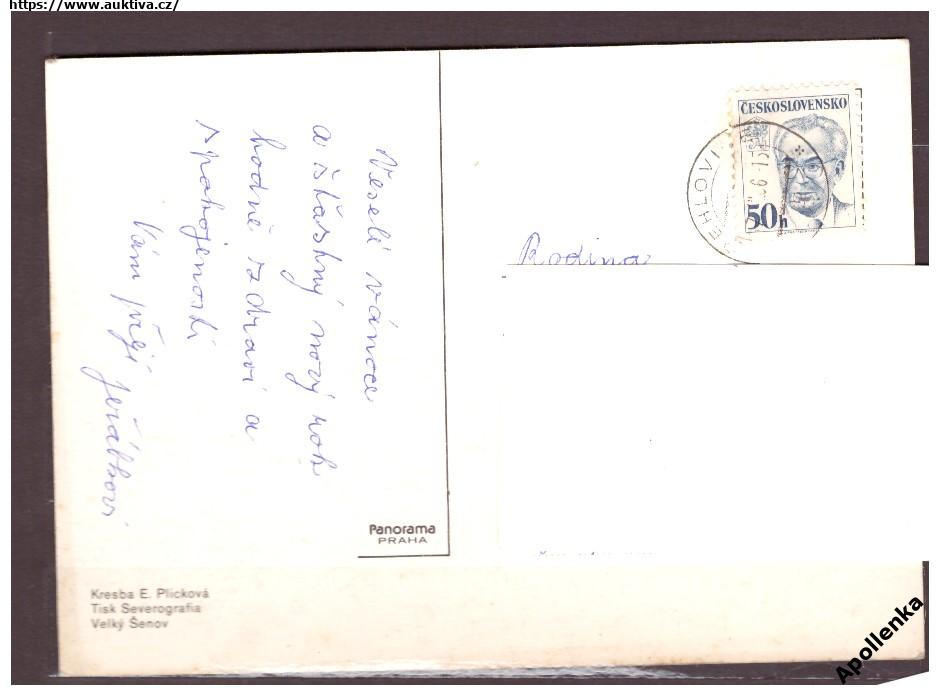 https://www.auktiva.cz/
Veselé vánoce
a šťastný nový rok
hodně zdraví a
spokojenosti
Vám přejí Jeřábkovi
ČESKOSLOVENSKO
50h
Rodina
Panorama
PRAHA
Kresba E. Plicková
Tisk Severografia
Velký Šenov
Apollenka